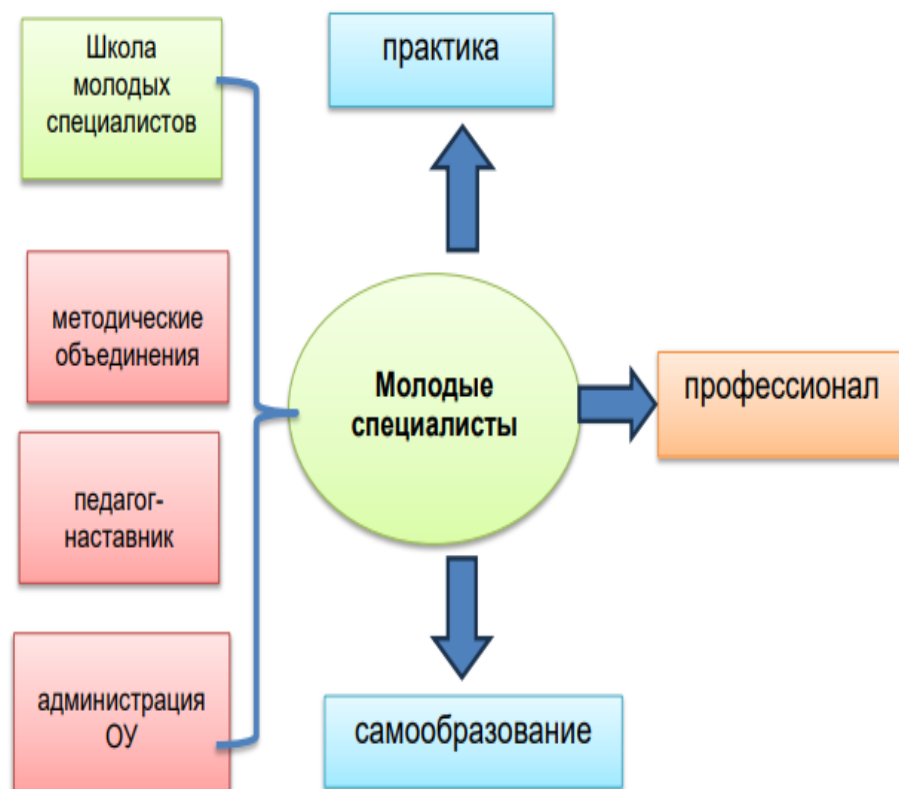 Школа
молодых
специалистов
практика
методические
объединения
Молодые
специалисты
профессионал
педагог-
наставник
администрация
ОУ
самообразование